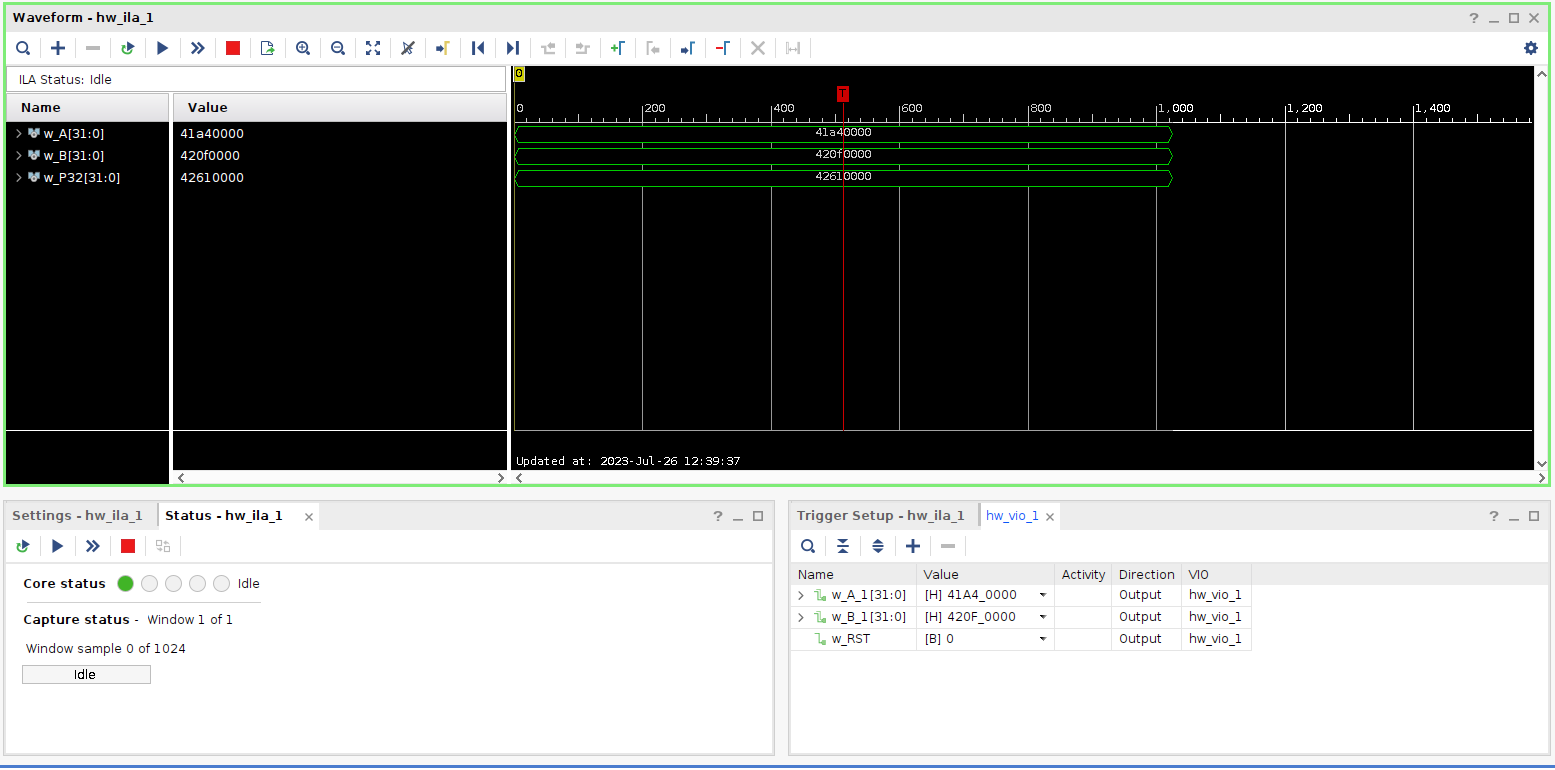 Waveform - hw_ila_1
?
ILA Status: Idle
0
Name Value
T
0 200 400 600 800 1,000 1,200 1,400
w_A[31:0] 41a40000 41a40000
w_B[31:0] 420f0000 420f0000
w_P32[31:0] 42610000 42610000
Updated at: 2023-Jul-26 12:39:37
Settings - hw_ila_1 Status - hw_ila_1 ?
Core status Idle
Capture status - Window 1 of 1
Window sample 0 of 1024
Idle
Trigger Setup - hw_ila_1 hw_vio_1 ?
Name Value Activity Direction VIO
w_A_1[31:0] [H] 41A4_0000 Output hw_vio_1
w_B_1[31:0] [H] 420F_0000 Output hw_vio_1
w_RST [B] 0 Output hw_vio_1